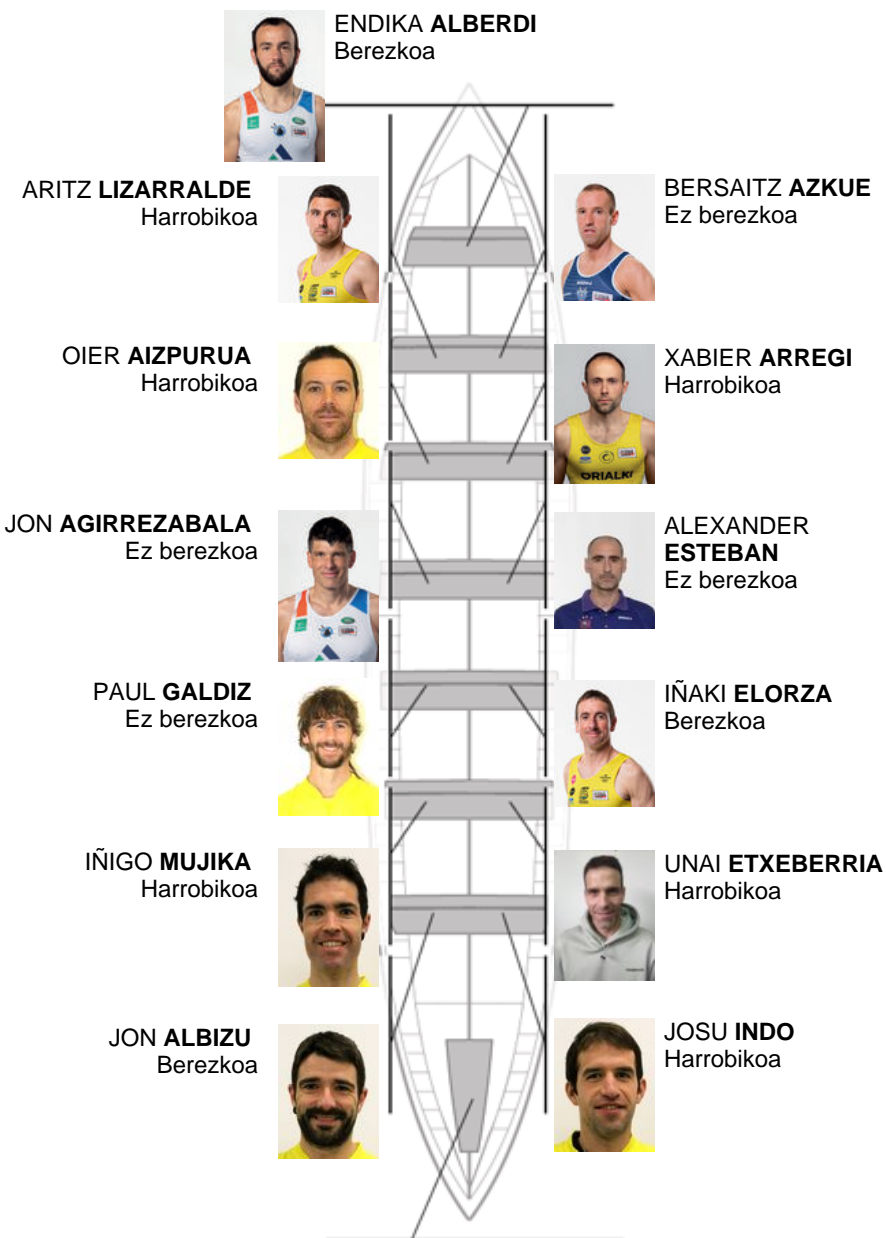 ENDIKA ALBERDI
Berezkoa
ARITZ LIZARRALDE
Harrobikoa
BERSAITZ AZKUE
Ez berezkoa
OIER AIZPURUA
Harrobikoa
XABIER ARREGI
Harrobikoa
ORIALKI
JON AGIRREZABALA
Ez berezkoa
ALEXANDER
ESTEBAN
Ez berezkoa
PAUL GALDIZ
Ez berezkoa
IÑAKI ELORZA
Berezkoa
IÑIGO MUJIKA
Harrobikoa
UNAI ETXEBERRIA
Harrobikoa
JON ALBIZU
Berezkoa
JOSU INDO
Harrobikoa